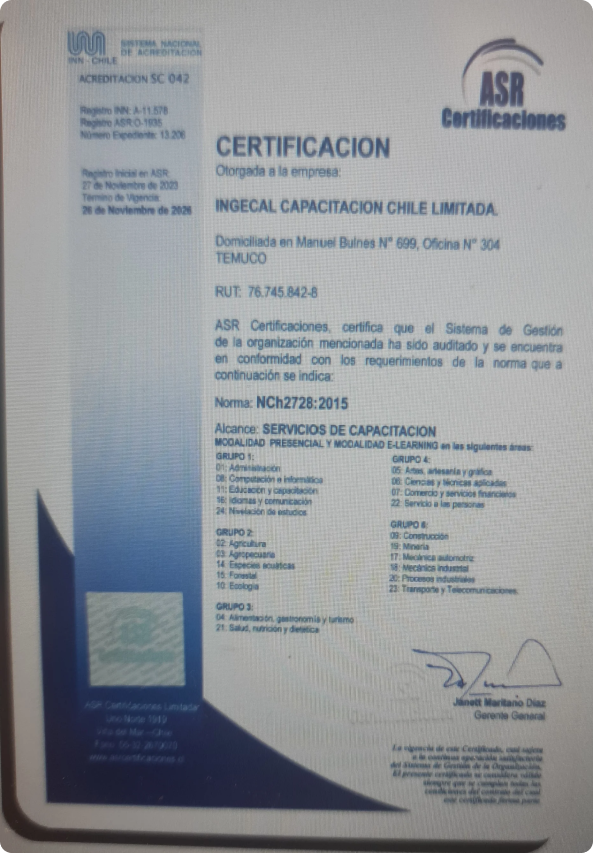 INN - CHILE
SISTEMA NACIONAL
DE ACREDITACION
ACREDITACION SC 042
Registro INN: A-11.578
Registro ASR:O-1935
Número Expediente: 13.206
Registro Inicial en ASR:
27 de Noviembre de 2023
Término de Vigencia:
26 de Noviembre de 2026
ASR
Certificaciones
CERTIFICACION
Otorgada a la empresa:
INGECAL CAPACITACION CHILE LIMITADA.
Domiciliada en Manuel Bulnes N° 699, Oficina N° 304
TEMUCO
RUT: 76.745.842-8
ASR Certificaciones, certifica que el Sistema de Gestión
de la organización mencionada ha sido auditado y se encuentra
en conformidad con los requerimientos de la norma que a
continuación se indica:
Norma: NCh2728:2015
Alcance: SERVICIOS DE CAPACITACION
MODALIDAD PRESENCIAL Y MODALIDAD E-LEARNING en las siguientes áreas:
GRUPO 1:
01: Administración
08: Computación e informática
11: Educación y capacitación
16: Idiomas y comunicación
24: Nivelación de estudios
GRUPO 2:
02: Agricultura
03: Agropecuaria
14: Especies acuáticas
15: Forestal
10: Ecología
GRUPO 3:
04: Alimentación, gastronomía y turismo
21: Salud, nutrición y dietética
GRUPO 4:
05: Artes, artesanía y gráfica
06: Ciencias y técnicas aplicadas
07: Comercio y servicios financieros
22: Servicio a las personas
GRUPO 6:
09: Construcción
19: Minería
17: Mecánica automotriz
18: Mecánica industrial
20: Procesos industriales
23: Transporte y Telecomunicaciones.
Janett Maritano Díaz
Gerente General
ASR Certificaciones Limitada
Uno Norte
Viña del Mar – Chile
www.asrcertificaciones.cl
La vigencia de este Certificado, está sujeta
a la continua operación satisfactoria
del Sistema de Gestión de la Organización.
El presente certificado se considera válido
siempre que se cumplan todas las
condiciones del contrato del cual
este certificado forma parte.